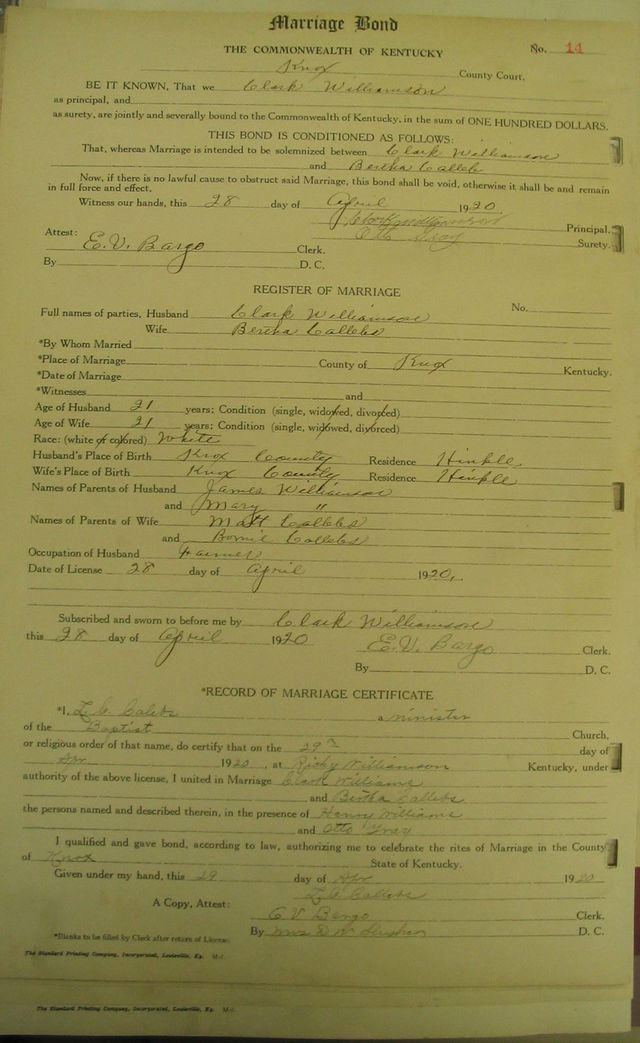 Marriage Bond
THE COMMONWEALTH OF KENTUCKY No. 14
Knox County Court.
BE IT KNOWN, That we Clark Williamson
as principal, and
as surety, are jointly and severally bound to the Commonwealth of Kentucky, in the sum of ONE HUNDRED DOLLARS.
THIS BOND IS CONDITIONED AS FOLLOWS:
That, whereas Marriage is intended to be solemnized between Clark Williamson
and Bertha Callebs
Now, if there is no lawful cause to obstruct said Marriage, this bond shall be void, otherwise it shall be and remain
in full force and effect,
Witness our hands, this 28 day of April 1920
Clark Williamson Principal.
Attest: Gray Surety.
E.V. Bargo Clerk.
By D. C.
REGISTER OF MARRIAGE
Full names of parties, Husband Clark Williamson No.
Wife Bertha Callebs
*By Whom Married
*Place of Marriage County of Knox Kentucky.
*Date of Marriage
*Witnesses and
Age of Husband 21 years; Condition (single, widowed, divorced)
Age of Wife 21 years; Condition (single, widowed, divorced)
Race: (white or colored) White
Husband's Place of Birth Knox County Residence Hinkle
Wife's Place of Birth Knox County Residence Hinkle
Names of Parents of Husband James Williamson
and Mary "
Names of Parents of Wife Matt Callebs
and Bornie Callebs
Occupation of Husband Farmer
Date of License 28 day of April 1920.
Subscribed and sworn to before me by Clark Williamson
this 28 day of April 1920 E.V. Bargo Clerk.
By D. C.
*RECORD OF MARRIAGE CERTIFICATE
*I, L C Calebs a minister
of the Baptist Church,
or religious order of that name, do certify that on the 29 day of
Apr 1920, at Richy Williamson Kentucky, under
authority of the above license, I united in Marriage Clark Williams
and Bertha Callebs
the persons named and described therein, in the presence of Henry Williams
and Otto Gray
I qualified and gave bond, according to law, authorizing me to celebrate the rites of Marriage in the County
of Knox State of Kentucky.
Given under my hand, this 29 day of Apr 1920
L C Callebs
A Copy, Attest: E V Bargo Clerk.
*Blanks to be filled by Clerk after return of License. By Mrs D W D. C.
The Standard Printing Company, Incorporated, Louisville, Ky.
The Standard Printing Company, Incorporated, Louisville, Ky.